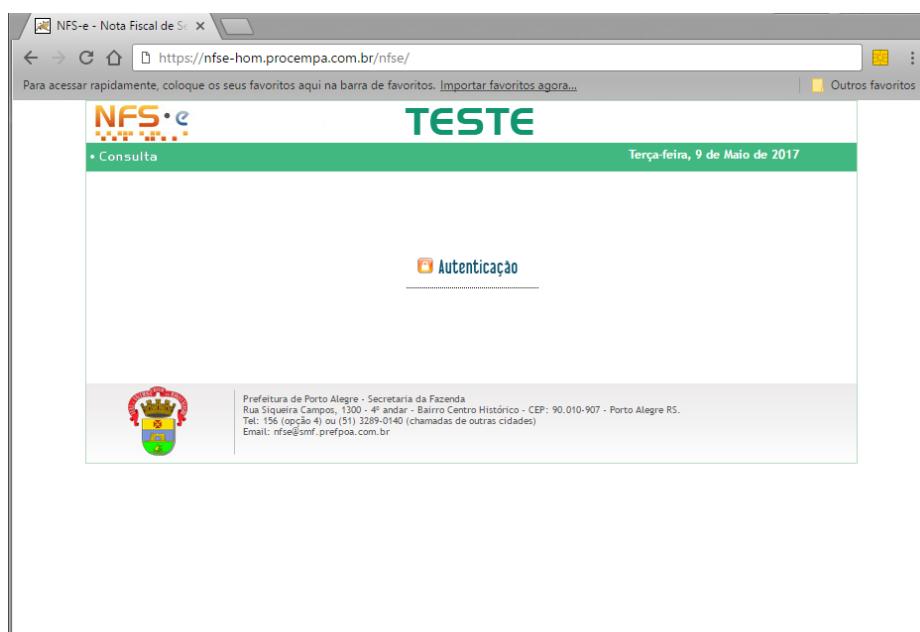 NFS-e - Nota Fiscal de Se
https://nfse-hom.procempa.com.br/nfse/
Para acessar rapidamente, coloque os seus favoritos aqui na barra de favoritos. Importar favoritos agora...
Outros favoritos
NFS·e
TESTE
• Consulta
Terça-feira, 9 de Maio de 2017
Autenticação
Prefeitura de Porto Alegre - Secretaria da Fazenda
Rua Siqueira Campos, 1300 - 4º andar - Bairro Centro Histórico - CEP: 90.010-907 - Porto Alegre RS.
Tel: 156 (opção 4) ou (51) 3289-0140 (chamadas de outras cidades)
Email: nfse@smf.prefpoa.com.br